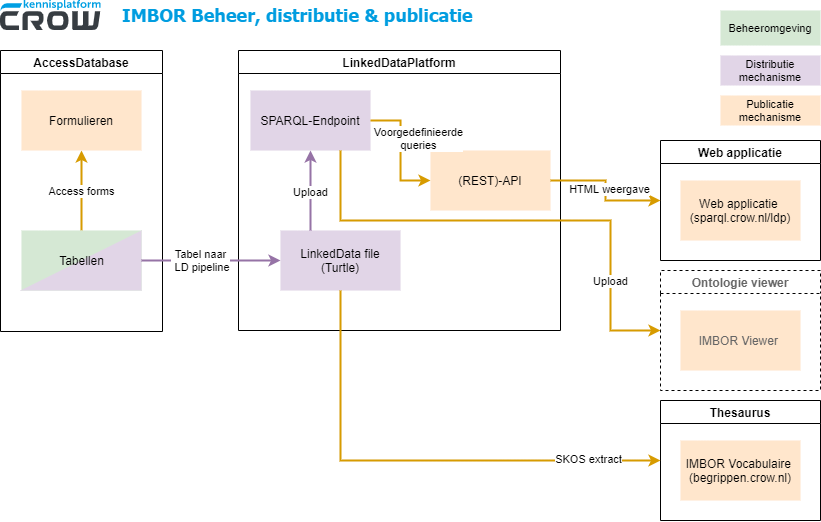 kennisplatform
CROW
IMBOR Beheer, distributie & publicatie
Beheeromgeving
Distributie
mechanisme
Publicatie
mechanisme
AccessDatabase
Formulieren
Access forms
Tabellen
Tabel naar
LD pipeline
LinkedDataPlatform
SPARQL-Endpoint
Voorgedefinieerde
queries
(REST)-API
Upload
LinkedData file
(Turtle)
HTML weergave
Upload
SKOS extract
Web applicatie
Web applicatie
(sparql.crow.nl/ldp)
Ontologie viewer
IMBOR Viewer
Thesaurus
IMBOR Vocabulaire
(begrippen.crow.nl)